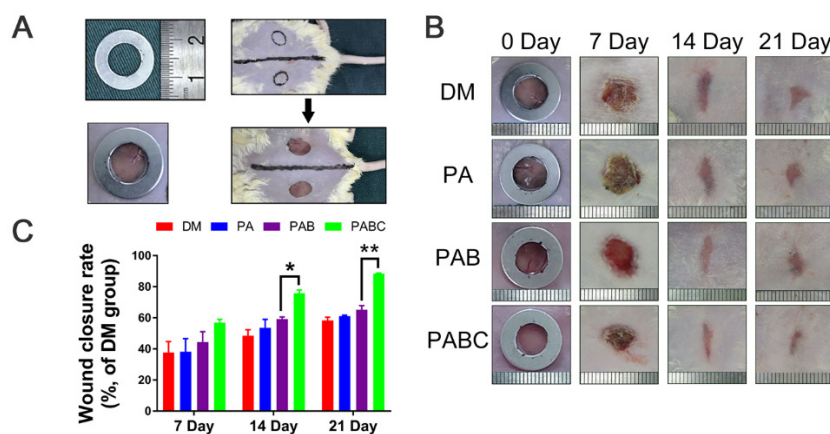 A
2
1
B
0 Day 7 Day 14 Day 21 Day
DM
PA
PAB
PABC
C
DM PA PAB PABC
Wound closure rate
(%, of DM group)
100
80
60
40
20
0
*
**
7 Day 14 Day 21 Day